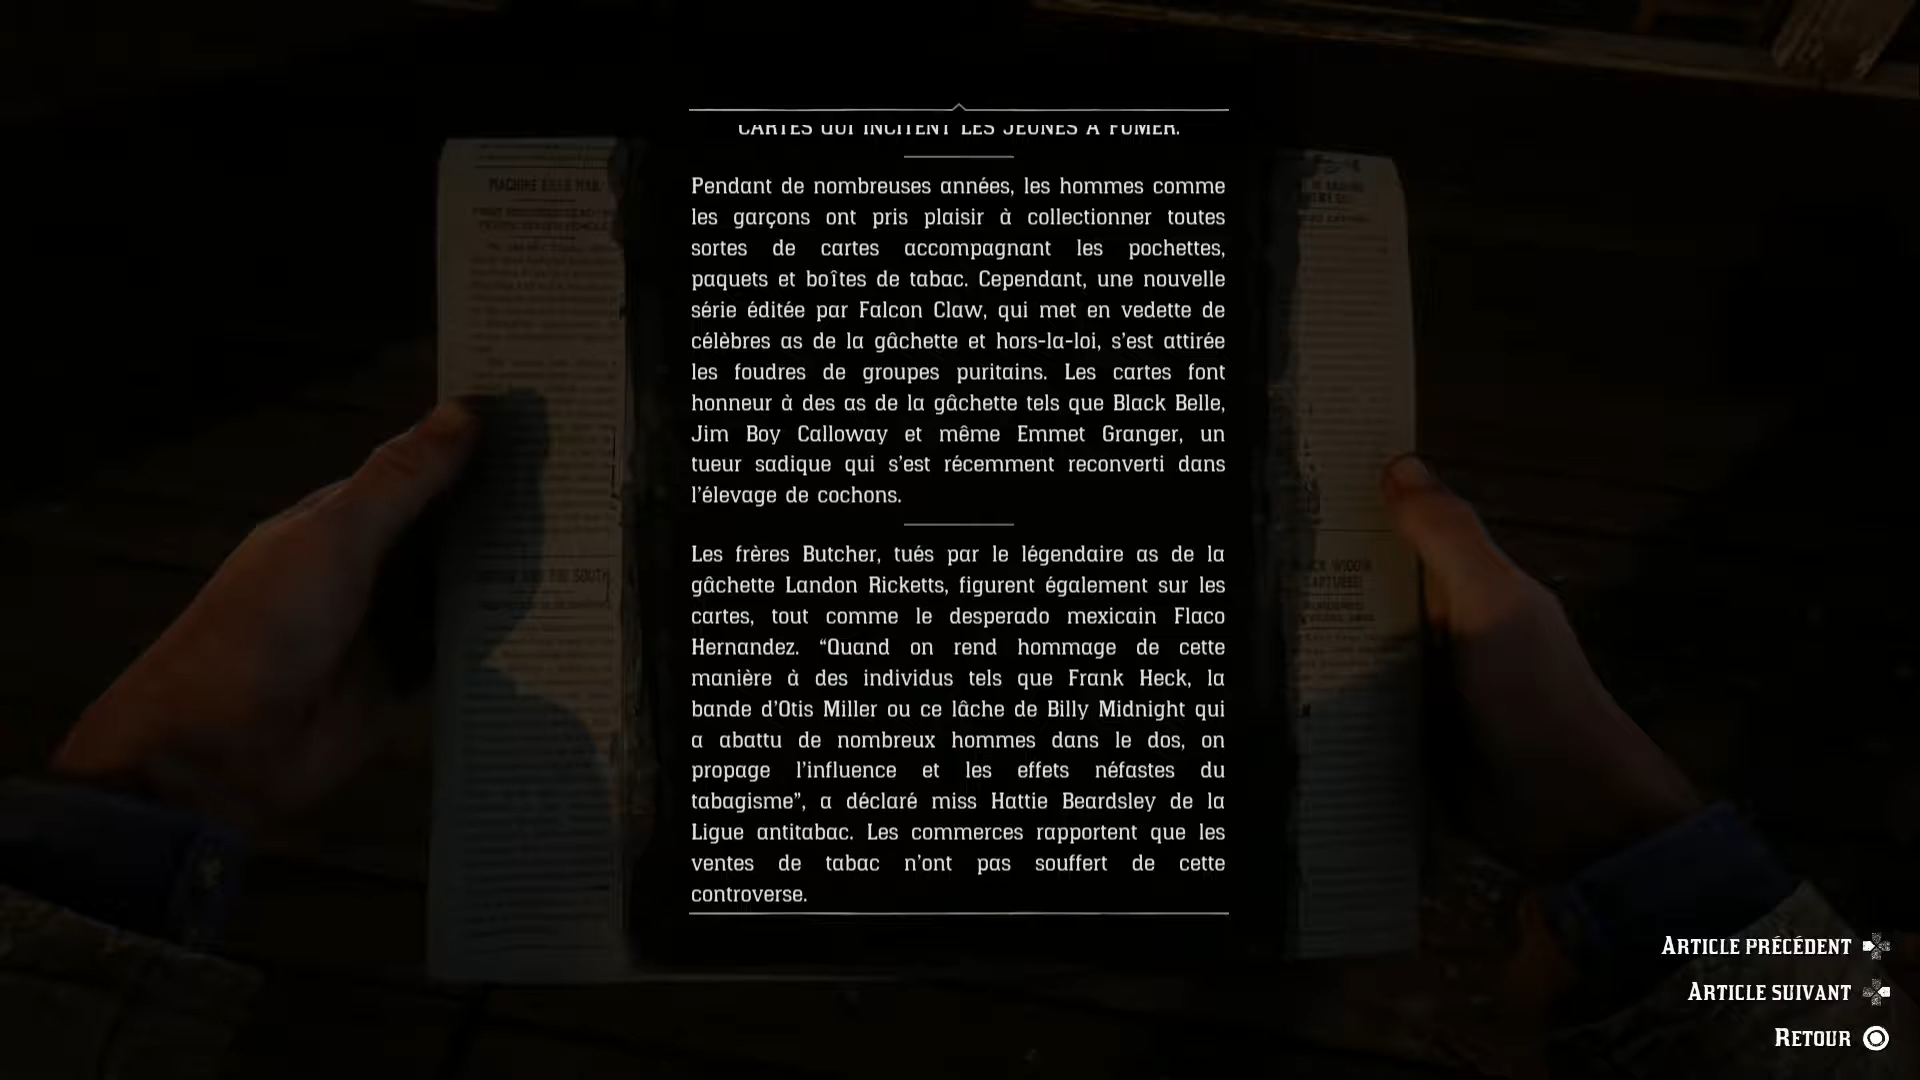 CARTES QUI INCITENT LES JEUNES À FUMER.
Pendant de nombreuses années, les hommes comme
les garçons ont pris plaisir à collectionner toutes
sortes de cartes accompagnant les pochettes,
paquets et boîtes de tabac. Cependant, une nouvelle
série éditée par Falcon Claw, qui met en vedette de
célèbres as de la gâchette et hors-la-loi, s'est attirée
les foudres de groupes puritains. Les cartes font
honneur à des as de la gâchette tels que Black Belle,
Jim Boy Calloway et même Emmet Granger, un
tueur sadique qui s'est récemment reconverti dans
l'élevage de cochons.
Les frères Butcher, tués par le légendaire as de la
gâchette Landon Ricketts, figurent également sur les
cartes, tout comme le desperado mexicain Flaco
Hernandez. “Quand on rend hommage de cette
manière à des individus tels que Frank Heck, la
bande d'Otis Miller ou ce lâche de Billy Midnight qui
a abattu de nombreux hommes dans le dos, on
propage l'influence et les effets néfastes du
tabagisme”, a déclaré miss Hattie Beardsley de la
Ligue antitabac. Les commerces rapportent que les
ventes de tabac n'ont pas souffert de cette
controverse.
ARTICLE PRÉCÉDENT
ARTICLE SUIVANT
RETOUR